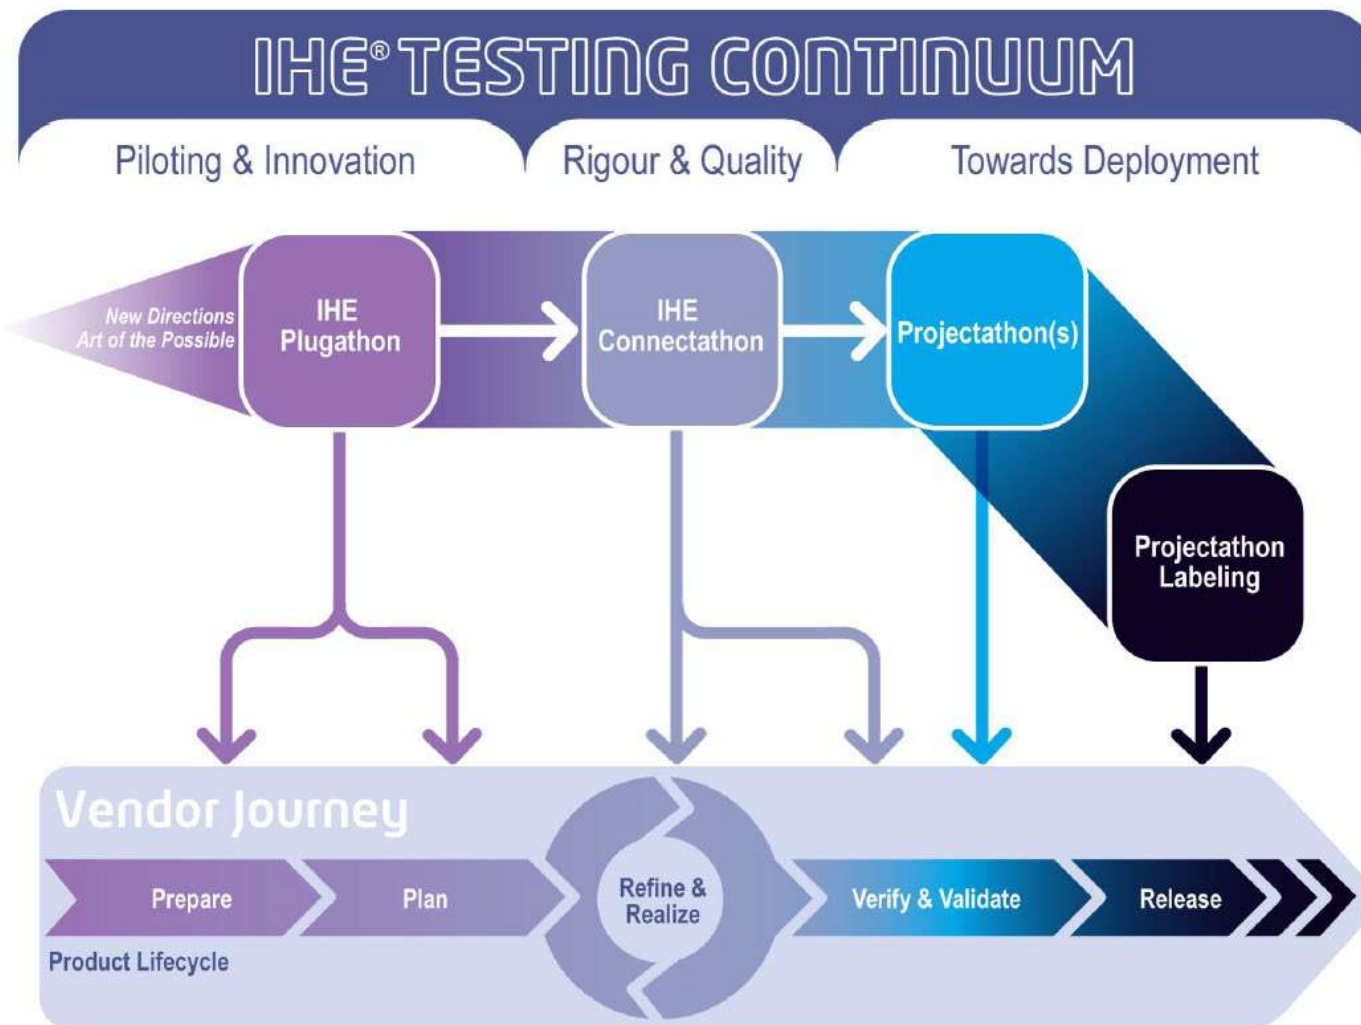 IHE® TESTING CONTINUUM
Piloting & Innovation
Rigour & Quality
Towards Deployment
New Directions
Art of the Possible
IHE
Plugathon
IHE
Connectathon
Projectathon(s)
Projectathon
Labeling
Vendor Journey
Prepare
Plan
Refine &
Realize
Verify & Validate
Release
Product Lifecycle